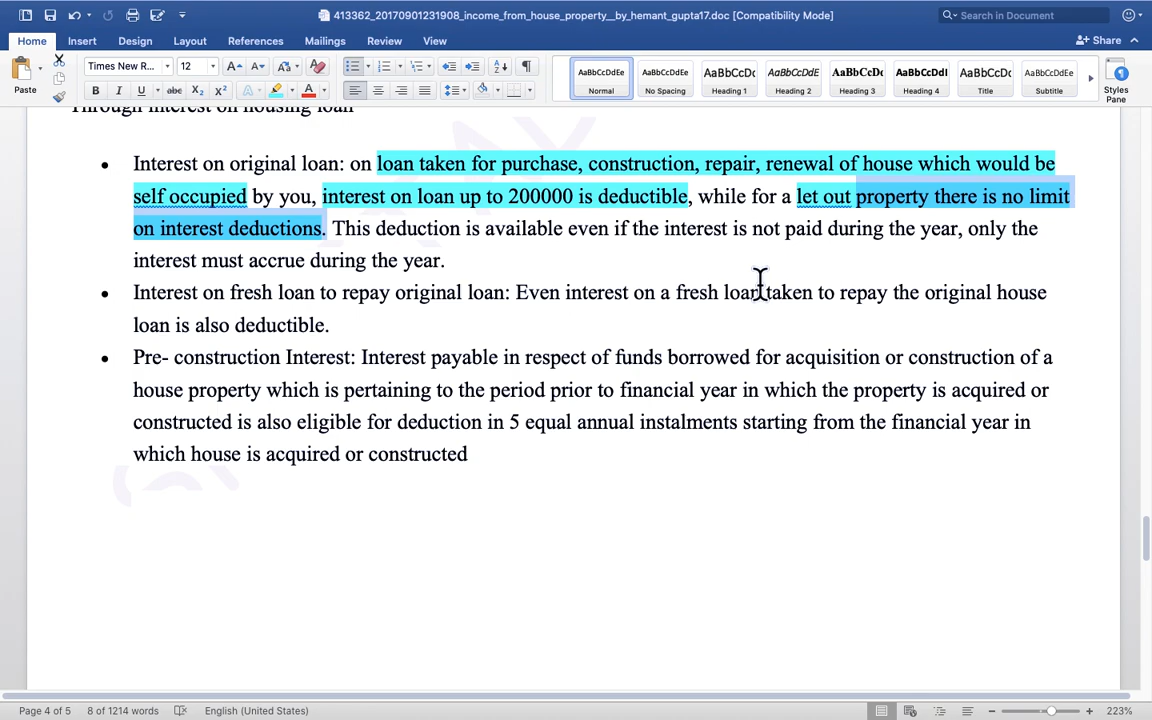 413362_20170901231908_income_from_house_property__by_hemant_gupta17.doc [Compatibility Mode]
Search in Document
Home Insert Design Layout References Mailings Review View
Share
Paste
Times New R... 12
AaBbCcDdEe AaBbCcDdEe AaBbCcDc AaBbCcDdE AaBbCcDc AaBbCcDdI AaBbCcDc AaBbCcDdEe
Normal No Spacing Heading 1 Heading 2 Heading 3 Heading 4 Title Subtitle
Styles
Pane
Through interest on housing loan
• Interest on original loan: on loan taken for purchase, construction, repair, renewal of house which would be
self occupied by you, interest on loan up to 200000 is deductible, while for a let out property there is no limit
on interest deductions. This deduction is available even if the interest is not paid during the year, only the
interest must accrue during the year.
• Interest on fresh loan to repay original loan: Even interest on a fresh loan taken to repay the original house
loan is also deductible.
• Pre- construction Interest: Interest payable in respect of funds borrowed for acquisition or construction of a
house property which is pertaining to the period prior to financial year in which the property is acquired or
constructed is also eligible for deduction in 5 equal annual instalments starting from the financial year in
which house is acquired or constructed
Page 4 of 5 8 of 1214 words English (United States) 223%